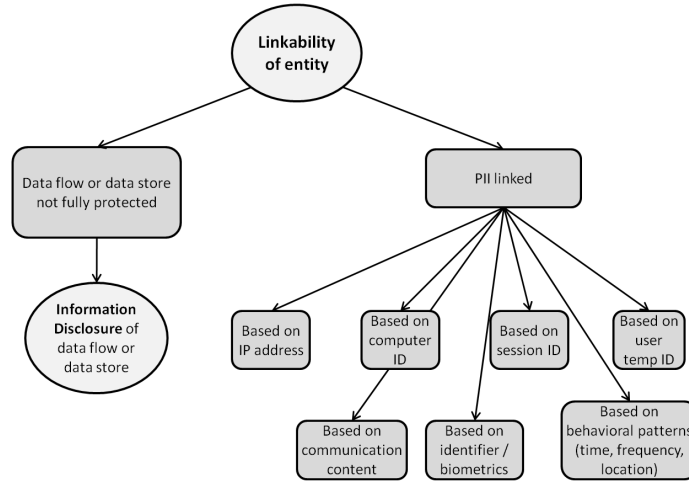 Linkability
of entity
Data flow or data store
not fully protected
PII linked
Information
Disclosure of
data flow or
data store
Based on
IP address
Based on
computer
ID
Based on
session ID
Based on
user
temp ID
Based on
communication
content
Based on
identifier /
biometrics
Based on
behavioral patterns
(time, frequency,
location)